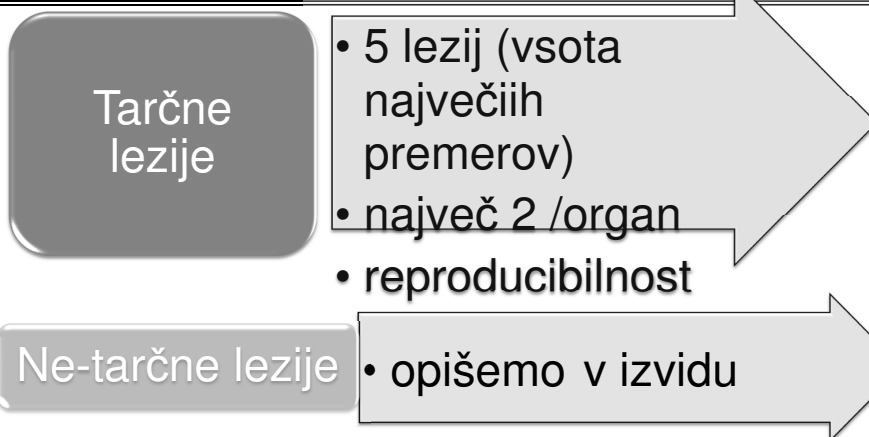 Tarčne
lezije
• 5 lezij (vsota
največiih
premerov)
• največ 2 /organ
• reproducibilnost
Ne-tarčne lezije
• opišemo v izvidu